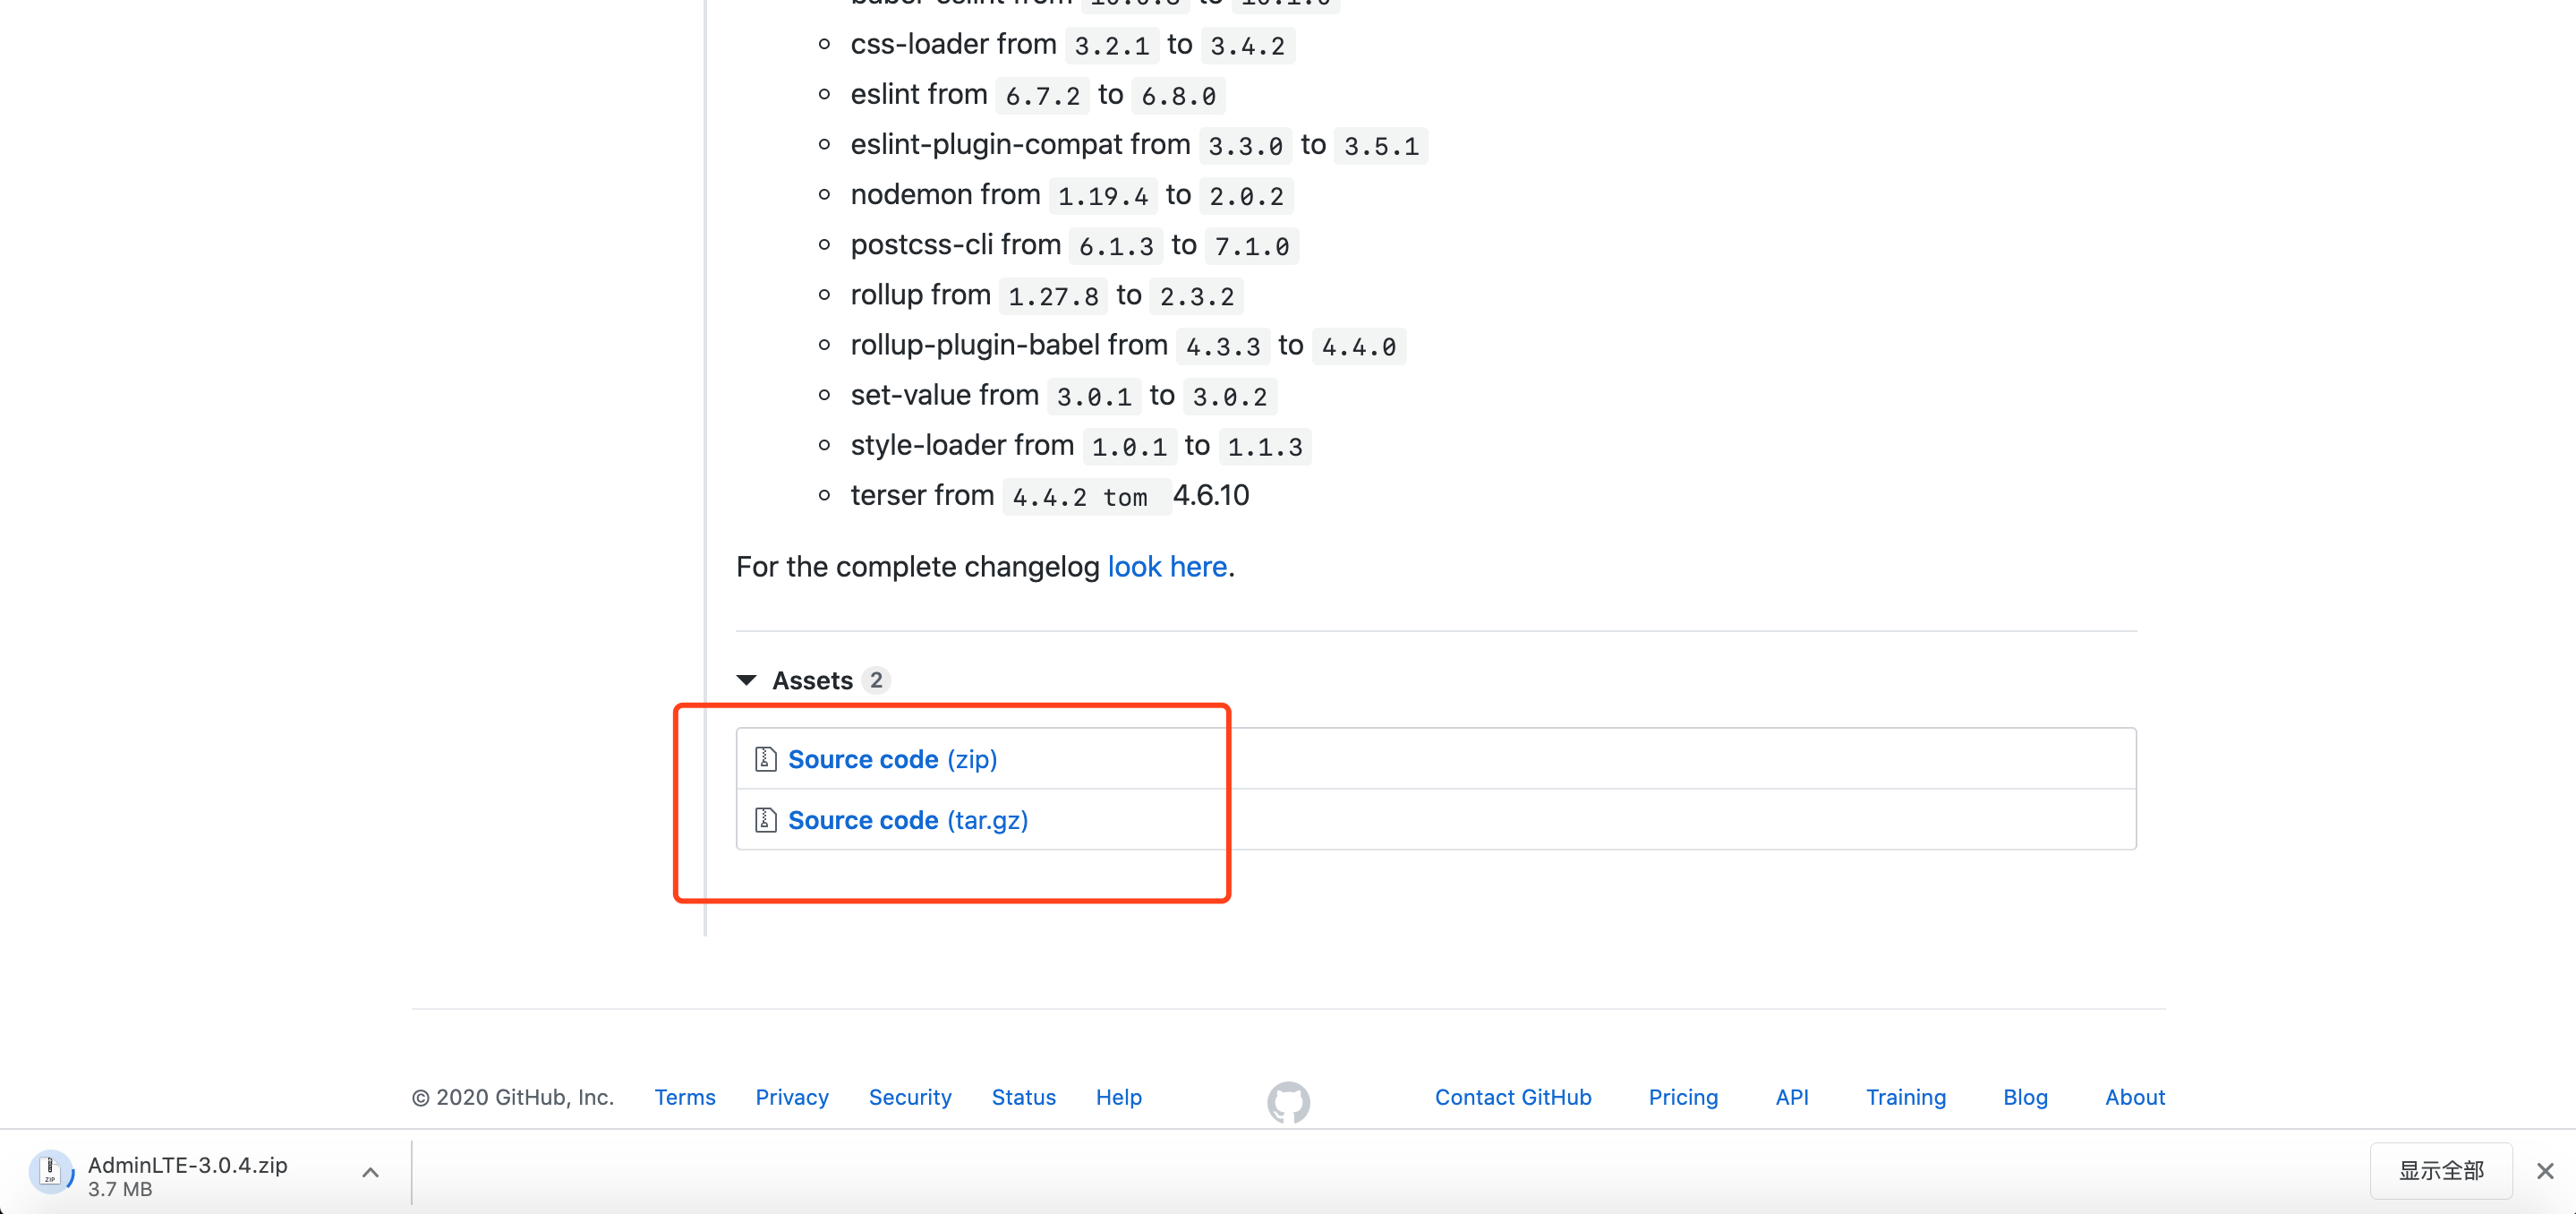 css-loader from 3.2.1 to 3.4.2
eslint from 6.7.2 to 6.8.0
eslint-plugin-compat from 3.3.0 to 3.5.1
nodemon from 1.19.4 to 2.0.2
postcss-cli from 6.1.3 to 7.1.0
rollup from 1.27.8 to 2.3.2
rollup-plugin-babel from 4.3.3 to 4.4.0
set-value from 3.0.1 to 3.0.2
style-loader from 1.0.1 to 1.1.3
terser from 4.4.2 tom 4.6.10
For the complete changelog look here.
Assets 2
Source code (zip)
Source code (tar.gz)
© 2020 GitHub, Inc. Terms Privacy Security Status Help Contact GitHub Pricing API Training Blog About
ZIP
AdminLTE-3.0.4.zip
3.7 MB
显示全部